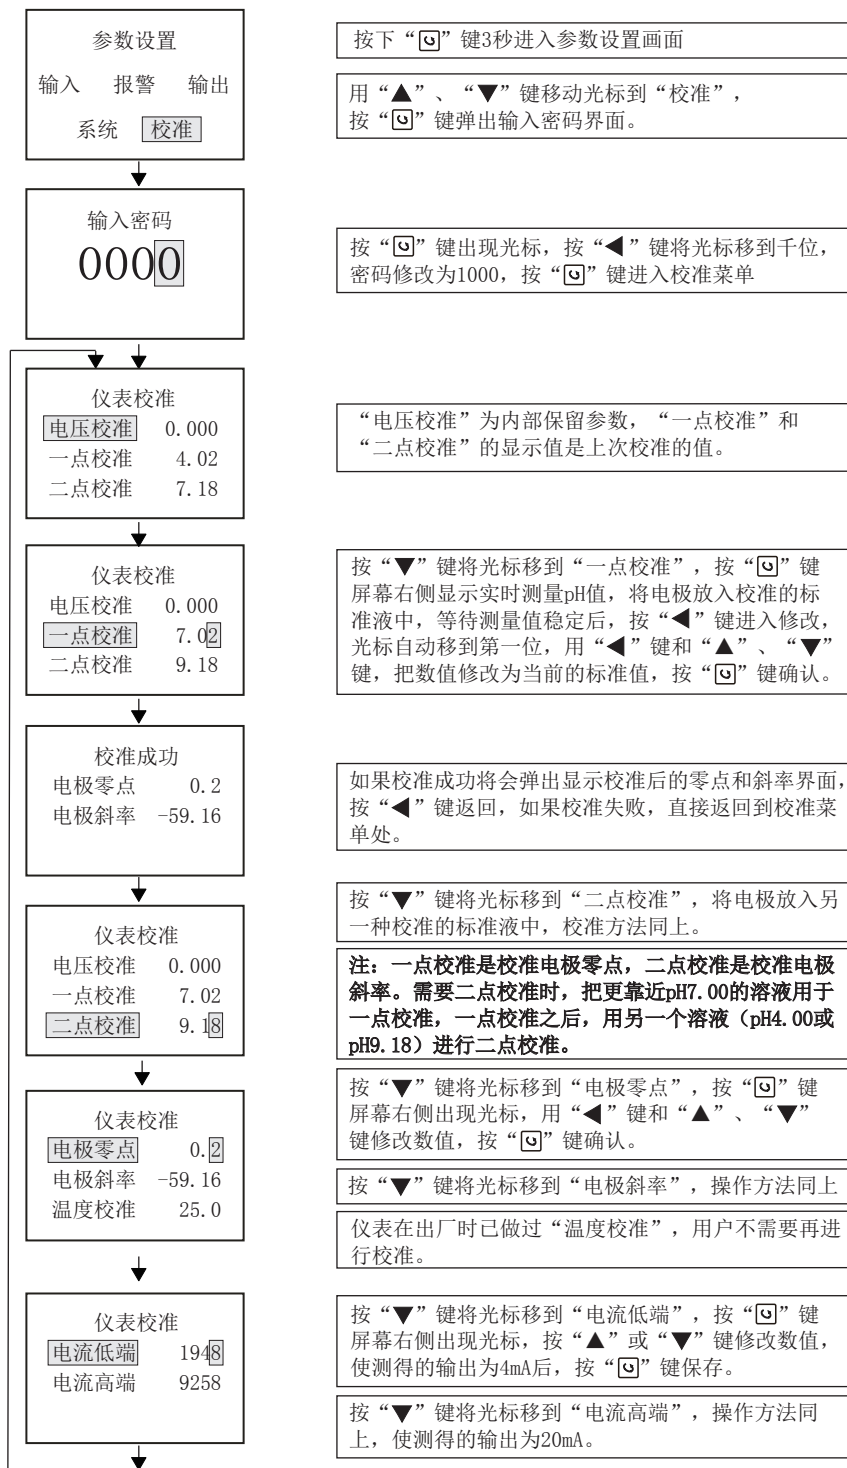 参数设置
输入 报警 输出
系统 校准
按下“”键3秒进入参数设置画面
用“▲”、“▼”键移动光标到“校准”，
按“”键弹出输入密码界面。
输入密码
0000
按“”键出现光标，按“◀”键将光标移到千位，
密码修改为1000，按“”键进入校准菜单
仪表校准
电压校准 0.000
一点校准 4.02
二点校准 7.18
“电压校准”为内部保留参数，“一点校准”和
“二点校准”的显示值是上次校准的值。
仪表校准
电压校准 0.000
一点校准 7.02
二点校准 9.18
按“▼”键将光标移到“一点校准”，按“”键
屏幕右侧显示实时测量pH值，将电极放入校准的标
准液中，等待测量值稳定后，按“◀”键进入修改，
光标自动移到第一位，用“◀”键和“▲”、“▼”
键，把数值修改为当前的标准值，按“”键确认。
校准成功
电极零点 0.2
电极斜率 -59.16
如果校准成功将会弹出显示校准后的零点和斜率界面，
按“◀”键返回，如果校准失败，直接返回到校准菜
单处。
仪表校准
电压校准 0.000
一点校准 7.02
二点校准 9.18
按“▼”键将光标移到“二点校准”，将电极放入另
一种校准的标准液中，校准方法同上。
注：一点校准是校准电极零点，二点校准是校准电极
斜率。需要二点校准时，把更靠近pH7.00的溶液用于
一点校准，一点校准之后，用另一个溶液（pH4.00或
pH9.18）进行二点校准。
仪表校准
电极零点 0.2
电极斜率 -59.16
温度校准 25.0
按“▼”键将光标移到“电极零点”，按“”键
屏幕右侧出现光标，用“◀”键和“▲”、“▼”
键修改数值，按“”键确认。
按“▼”键将光标移到“电极斜率”，操作方法同上
仪表在出厂时已做过“温度校准”，用户不需要再进
行校准。
仪表校准
电流低端 1948
电流高端 9258
按“▼”键将光标移到“电流低端”，按“”键
屏幕右侧出现光标，按“▲”或“▼”键修改数值，
使测得的输出为4mA后，按“”键保存。
按“▼”键将光标移到“电流高端”，操作方法同
上，使测得的输出为20mA。